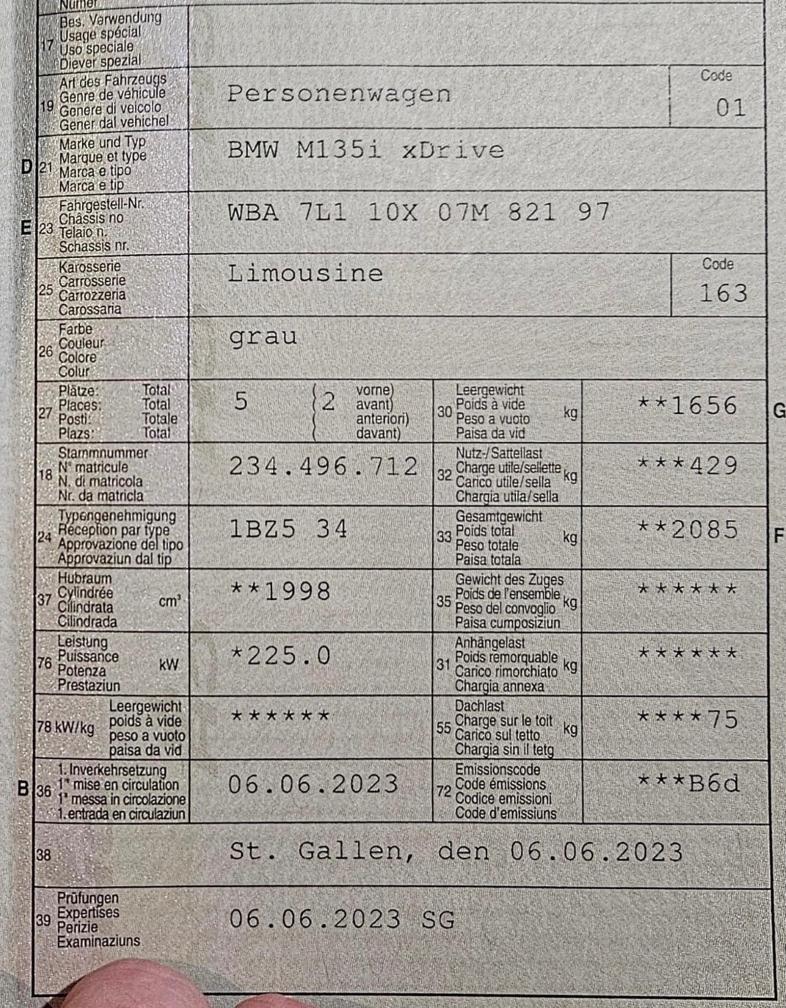 Numer
17 Bes. Verwendung
Usage spécial
Uso speciale
Diever spezial
19 Art des Fahrzeugs
Genre de véhicule
Genere di veicolo
Gener dal vehichel
Personenwagen
Code
01
D 21 Marke und Typ
Marque et type
Marca e tipo
Marca e tip
BMW M135i xDrive
E 23 Fahrgestell-Nr.
Châssis no
Telaio n.
Schassis nr.
WBA 7L1 10X 07M 821 97
25 Karosserie
Carrosserie
Carrozzeria
Carossaria
Limousine
Code
163
26 Farbe
Couleur
Colore
Colur
grau
27 Plätze: Total
Places: Total
Posti: Totale
Plazs: Total
5 (2 vorne)
avant)
anteriori)
davant)
30 Leergewicht
Poids à vide
Peso a vuoto
Paisa da vid
kg
**1656
G
18 Stammnummer
N° matricule
N. di matricola
Nr. da matricla
234.496.712
32 Nutz-/Sattellast
Charge utile/sellette
Carico utile/sella
Chargia utila/sella
kg
***429
24 Typengenehmigung
Réception par type
Approvazione del tipo
Approvaziun dal tip
1BZ5 34
33 Gesamtgewicht
Poids total
Peso totale
Paisa totala
kg
**2085
F
37 Hubraum
Cylindrée
Cilindrata
Cilindrada
cm³
**1998
35 Gewicht des Zuges
Poids de l'ensemble
Peso del convoglio
Paisa cumposiziun
kg
******
76 Leistung
Puissance
Potenza
Prestaziun
kW
*225.0
31 Anhängelast
Poids remorquable
Carico rimorchiato
Chargia annexa
kg
******
78 kW/kg
Leergewicht
poids à vide
peso a vuoto
paisa da vid
******
55 Dachlast
Charge sur le toit
Carico sul tetto
Chargia sin il tetg
kg
****75
B 36 1. Inverkehrsetzung
1ʳᵉ mise en circulation
1ª messa in circolazione
1. entrada en circulaziun
06.06.2023
72 Emissionscode
Code émissions
Codice emissioni
Code d'emissiuns
***B6d
38 St. Gallen, den 06.06.2023
39 Prüfungen
Expertises
Perizie
Examinaziuns
06.06.2023 SG